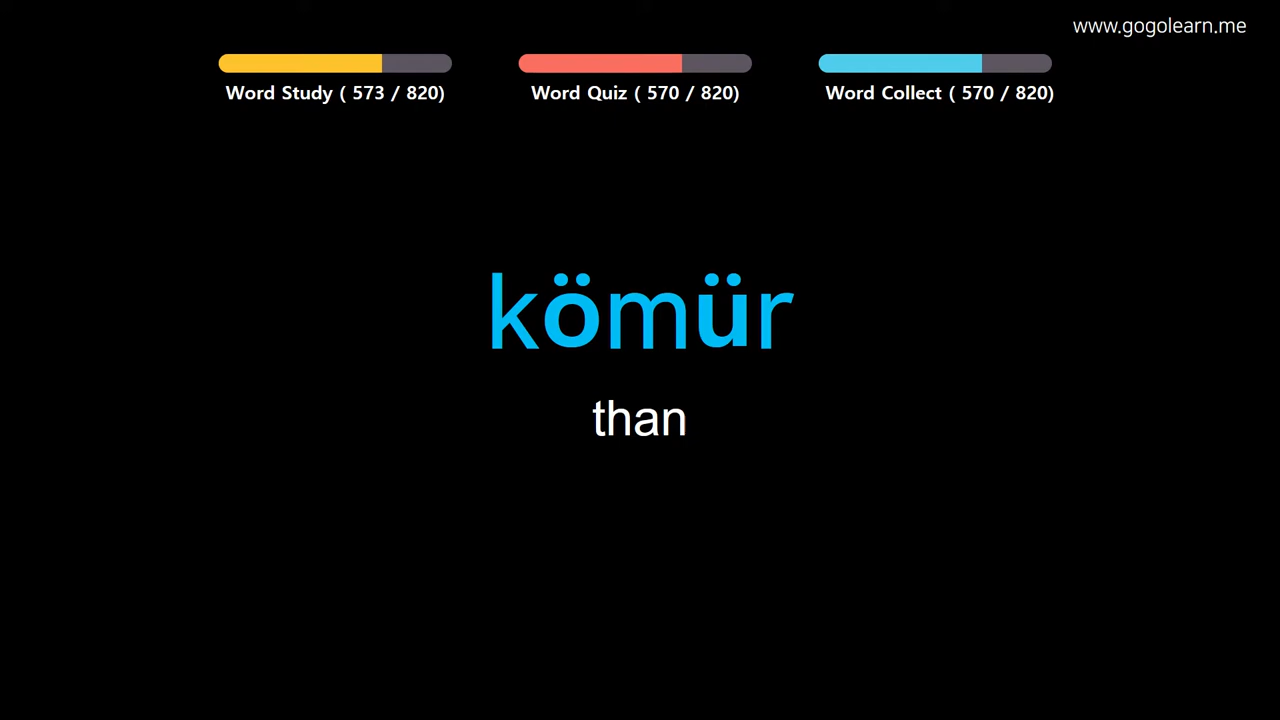 www.gogolearn.me
Word Study ( 573 / 820)
Word Quiz ( 570 / 820)
Word Collect ( 570 / 820)
kömür
than